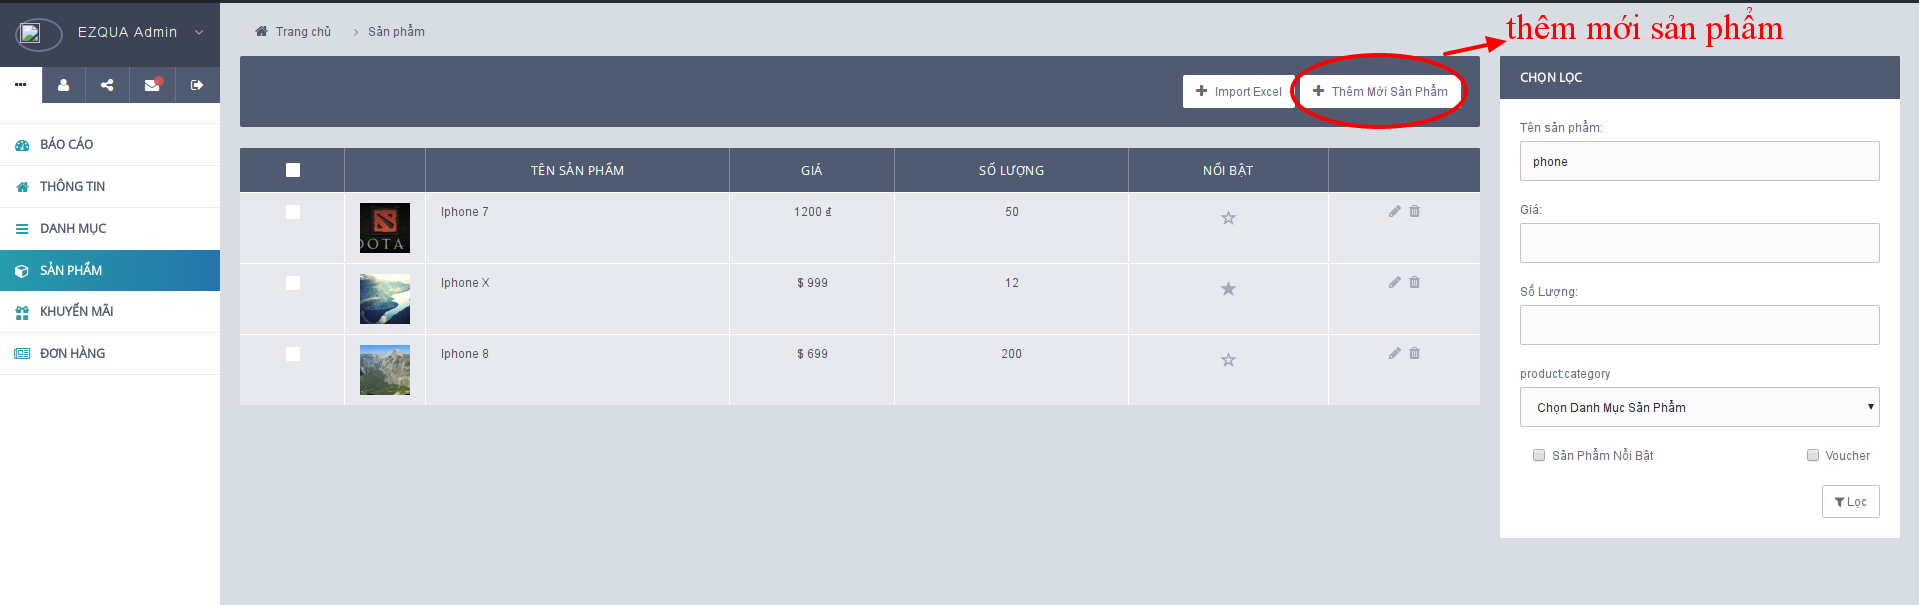 EZQUA Admin
Trang chủ
Sản phẩm
thêm mới sản phẩm
Import Excel
Thêm Mới Sản Phẩm
BÁO CÁO
THÔNG TIN
DANH MỤC
SẢN PHẨM
KHUYẾN MÃI
ĐƠN HÀNG
TÊN SẢN PHẨM GIÁ SỐ LƯỢNG NỔI BẬT
DOTA
Iphone 7 1200 ₫ 50
Iphone X $ 999 12
Iphone 8 $ 699 200
CHỌN LỌC
Tên sản phẩm:
phone
Giá:
Số Lượng:
product:category
Chọn Danh Mục Sản Phẩm
Sản Phẩm Nổi Bật Voucher
Lọc